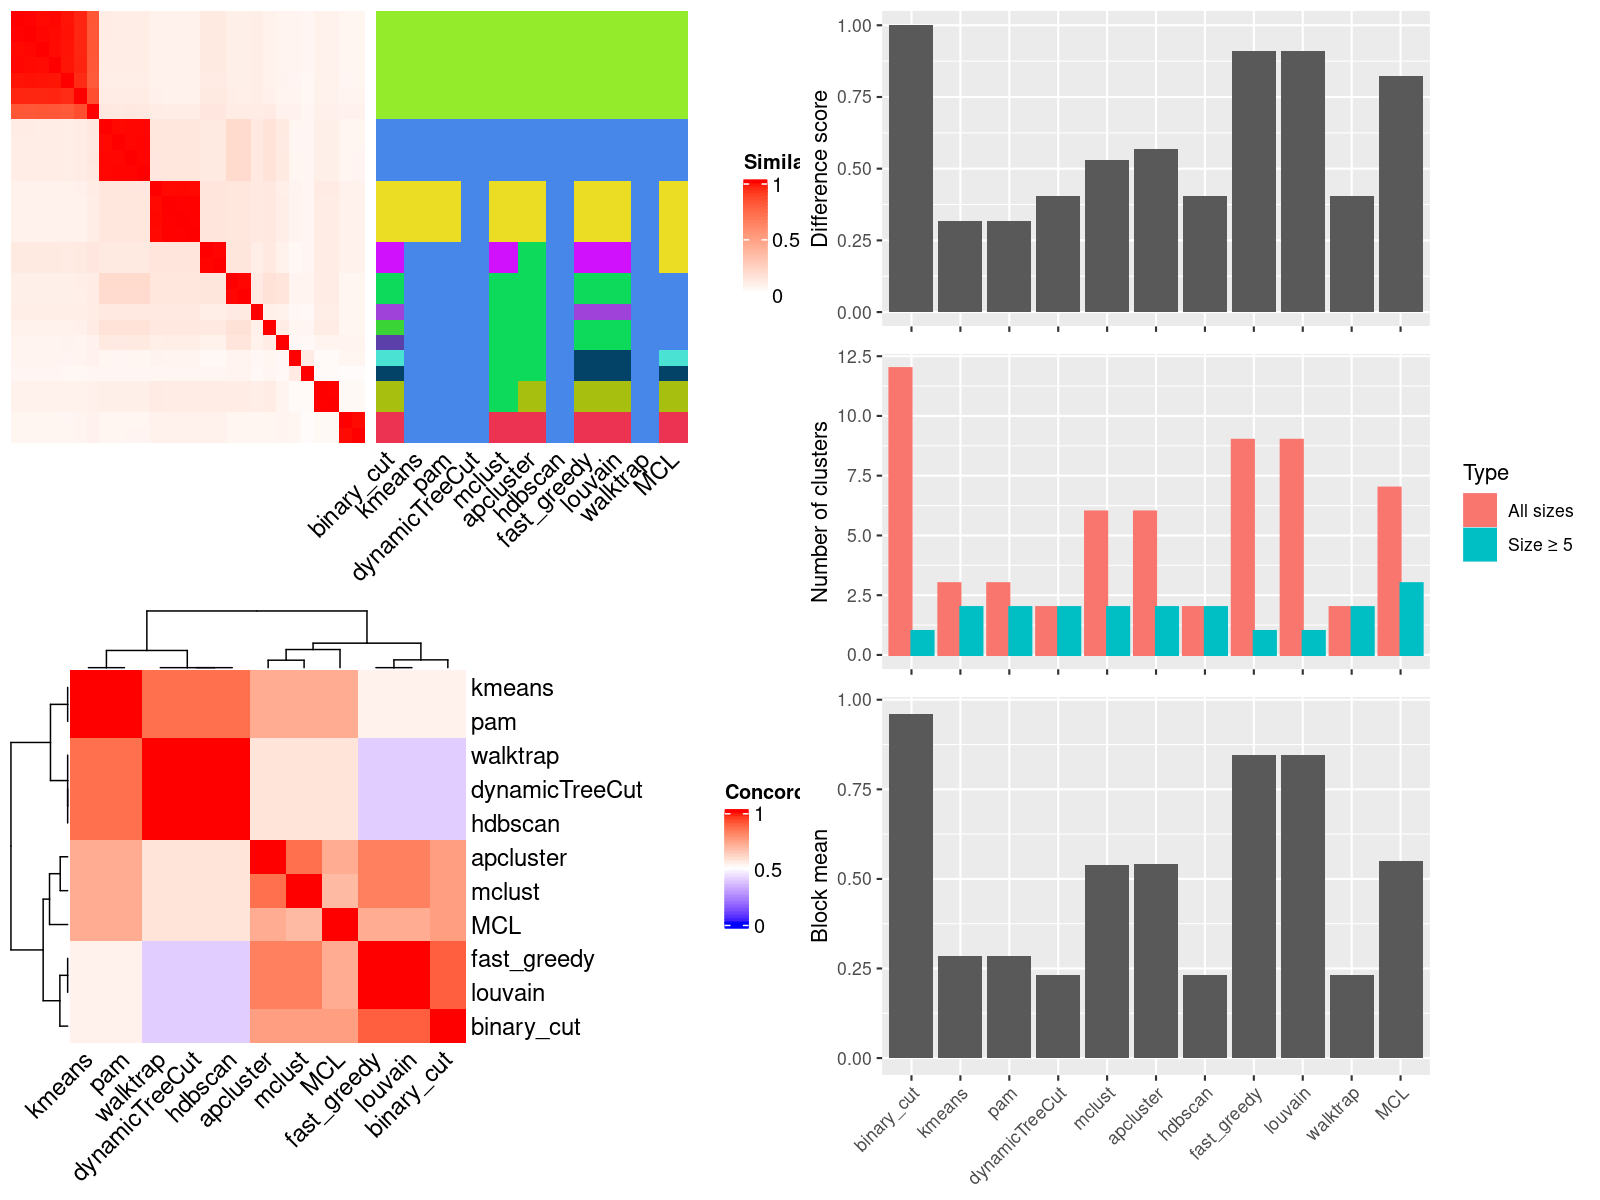 Simila
1
0.5
0
binary_cut
kmeans
pam
dynamicTreeCut
mclust
apcluster
hdbscan
fast_greedy
louvain
walktrap
MCL
kmeans
pam
walktrap
dynamicTreeCut
hdbscan
apcluster
mclust
MCL
fast_greedy
louvain
binary_cut
Concord
1
0.5
0
kmeans
pam
walktrap
dynamicTreeCut
hdbscan
apcluster
mclust
MCL
fast_greedy
louvain
binary_cut
Difference score
1.00
0.75
0.50
0.25
0.00
Number of clusters
12.5
10.0
7.5
5.0
2.5
0.0
Type
All sizes
Size ≥ 5
Block mean
1.00
0.75
0.50
0.25
0.00
binary_cut
kmeans
pam
dynamicTreeCut
mclust
apcluster
hdbscan
fast_greedy
louvain
walktrap
MCL